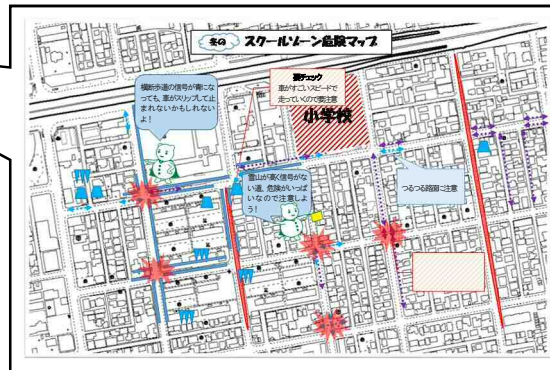 冬の スクールゾーン危険マップ
横断歩道の信号が青にな
っても、車がスリップして止
まれないかもしれない
よ！
要チェック
車がすごいスピードで
走っているので要注意
小学校
雪山が高く信号がな
い道、危険がいっぱ
いなので注意しよ
う！
つるつる路面に注意